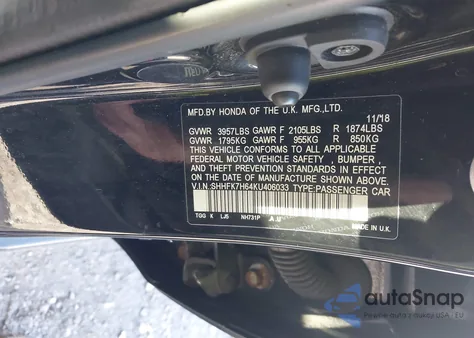 MFD.BY HONDA OF THE U.K. MFG.,LTD.
11/18
GVWR 3957LBS GAWR F 2105LBS R 1874LBS
GVWR 1795KG GAWR F 955KG R 850KG
THIS VEHICLE CONFORMS TO ALL APPLICABLE
FEDERAL MOTOR VEHICLE SAFETY , BUMPER ,
AND THEFT PREVENTION STANDARDS IN EFFECT
ON THE DATE OF MANUFACTURE SHOWN ABOVE.
V.I.N.:SHHFK7H64KU406033 TYPE:PASSENGER CAR
TGG K LJ5 NH731P
MADE IN U.K.
autoSnap